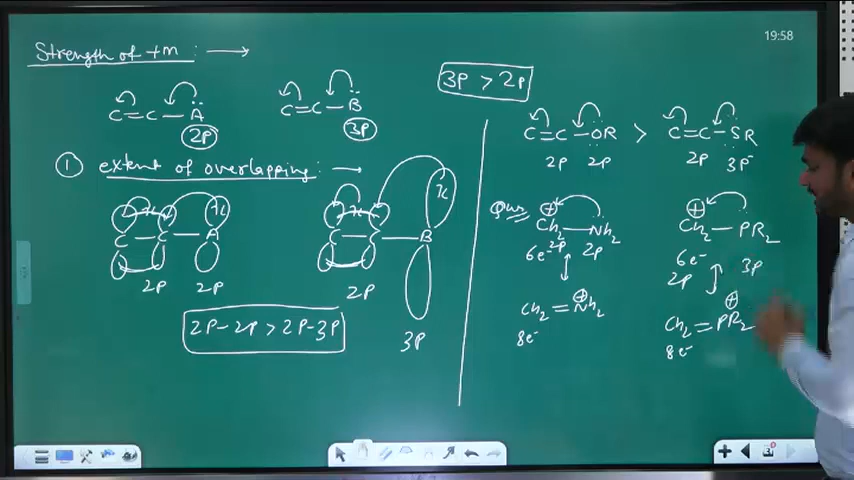 19:58
Strength of +m : →
C=C—A
2P
C=C—B
3P
3P > 2P
① extent of overlapping : →
C—C—A
2P 2P
C—C—B
2P
3P
2P-2P > 2P-3P
C=C—OR > C=C—SR
2P 2P 2P 3P
Ques
⊕
CH₂—NH₂
6e⁻ 2P 2P
CH₂=NH₂
⊕
8e⁻
⊕
CH₂—PR₂
6e⁻
2P 3P
⊕
CH₂=PR₂
8e⁻